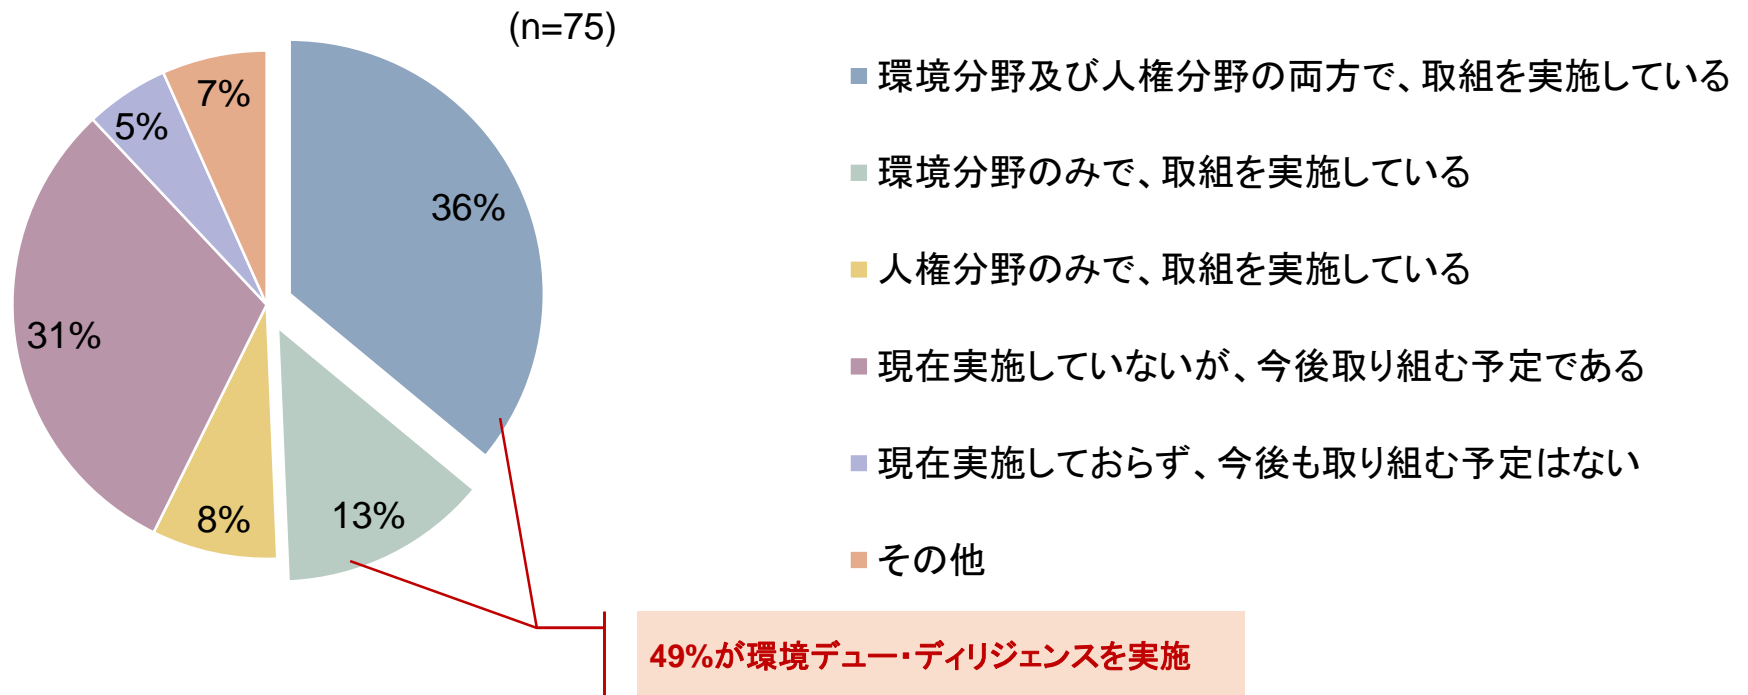 (n=75)
36%
13%
8%
31%
5%
7%
環境分野及び人権分野の両方で、取組を実施している
環境分野のみで、取組を実施している
人権分野のみで、取組を実施している
現在実施していないが、今後取り組む予定である
現在実施しておらず、今後も取り組む予定はない
その他
49%が環境デュー・ディリジェンスを実施